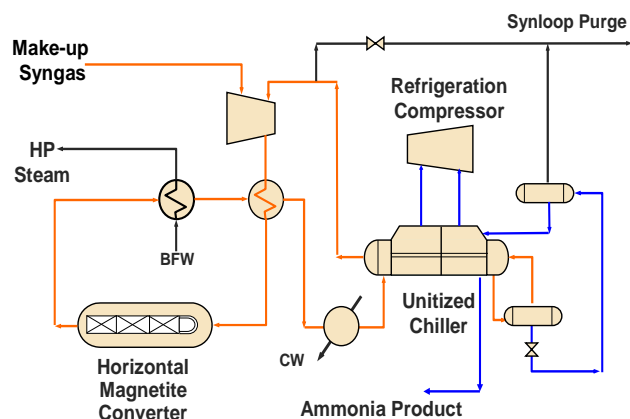 Synloop Purge
Make-up
Syngas
Refrigeration
Compressor
HP
Steam
BFW
Unitized
Chiller
CW
Horizontal
Magnetite
Converter
Ammonia Product